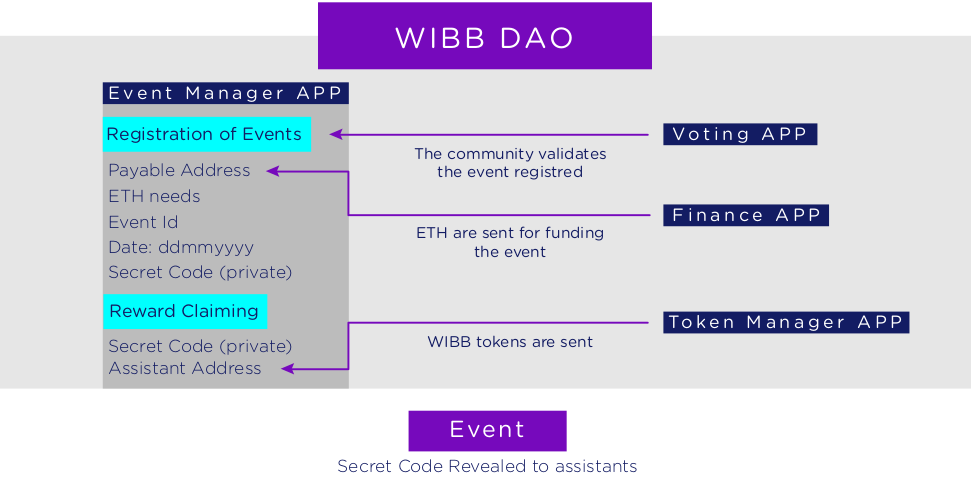 WIBB DAO
Event Manager APP
Registration of Events
Payable Address
ETH needs
Event Id
Date: ddmmyyyy
Secret Code (private)
Reward Claiming
Secret Code (private)
Assistant Address
The community validates
the event registred
ETH are sent for funding
the event
WIBB tokens are sent
Voting APP
Finance APP
Token Manager APP
Event
Secret Code Revealed to assistants